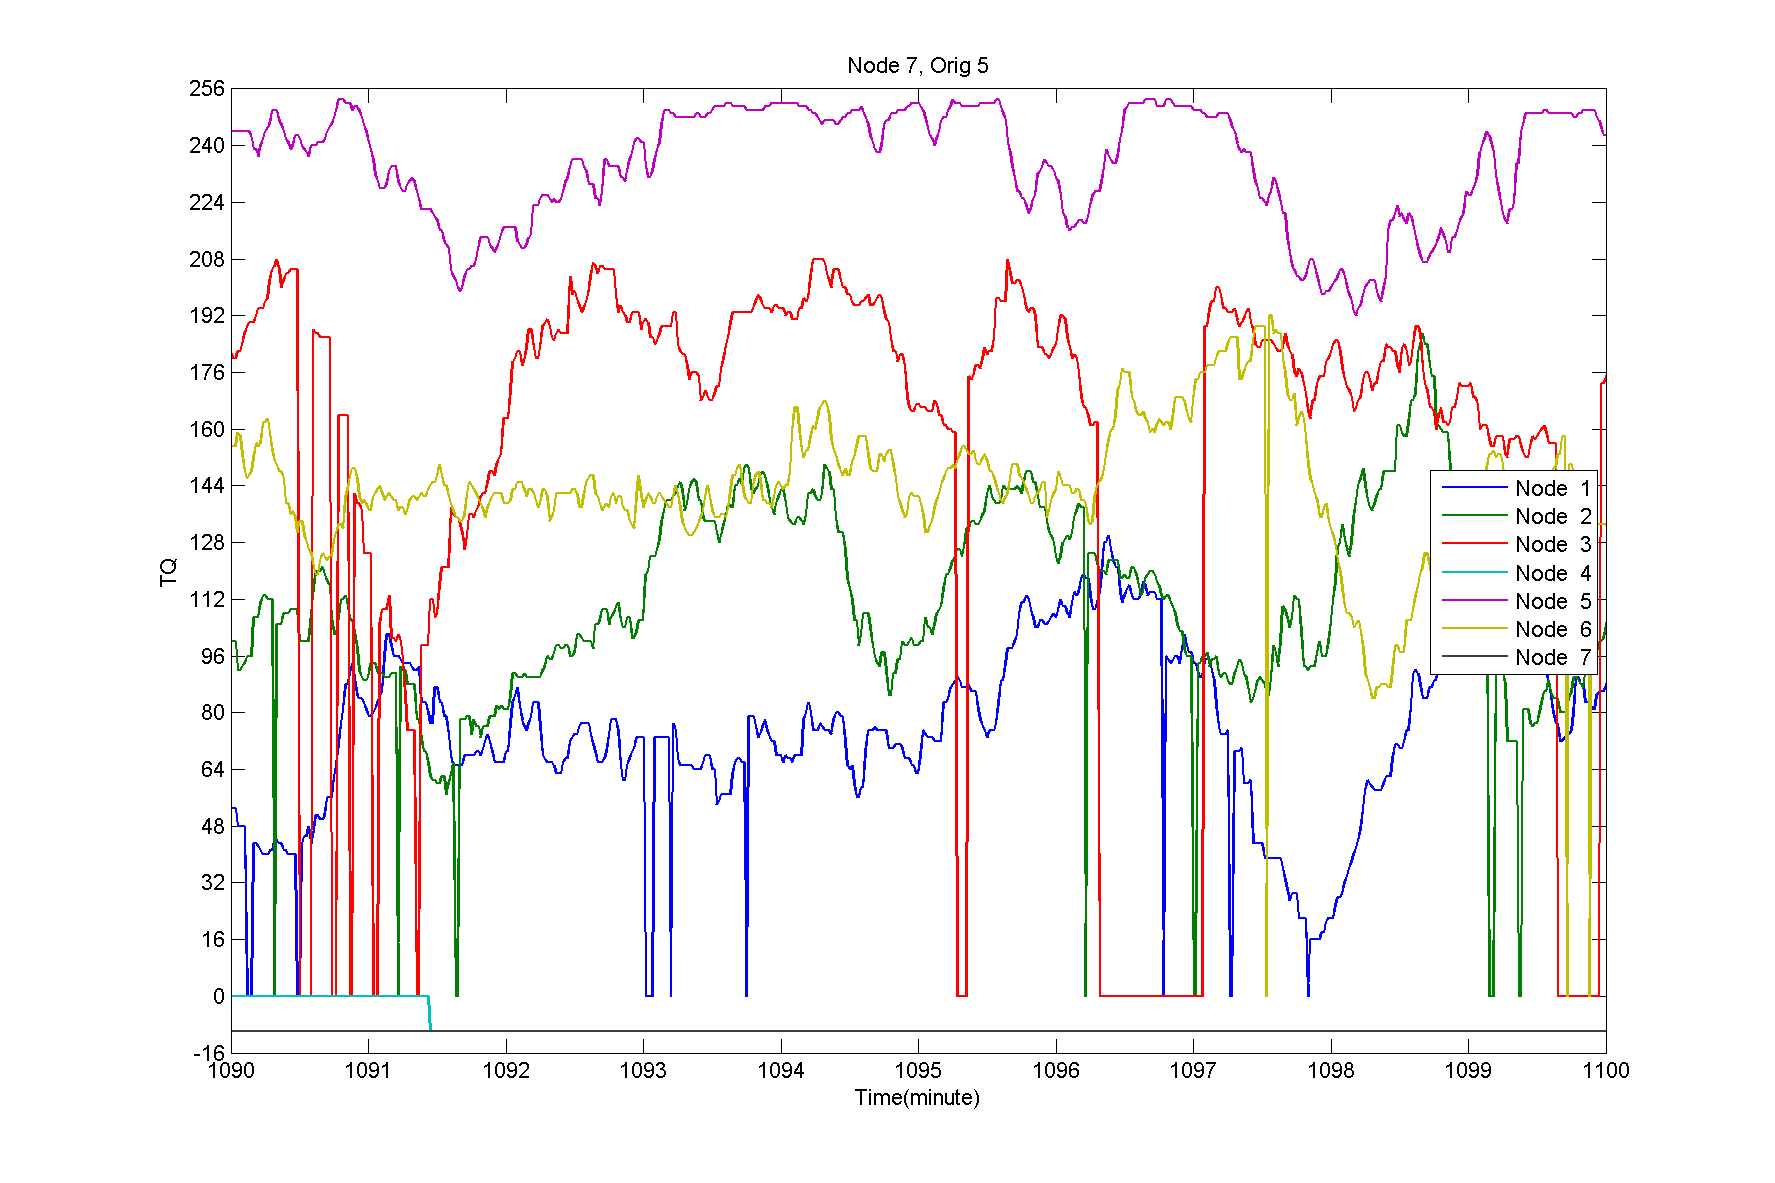 Node 7, Orig 5
256
240
224
208
192
176
160
144
128
112
96
80
64
48
32
16
0
-16
TQ
1090 1091 1092 1093 1094 1095 1096 1097 1098 1099 1100
Time(minute)
Node 1
Node 2
Node 3
Node 4
Node 5
Node 6
Node 7